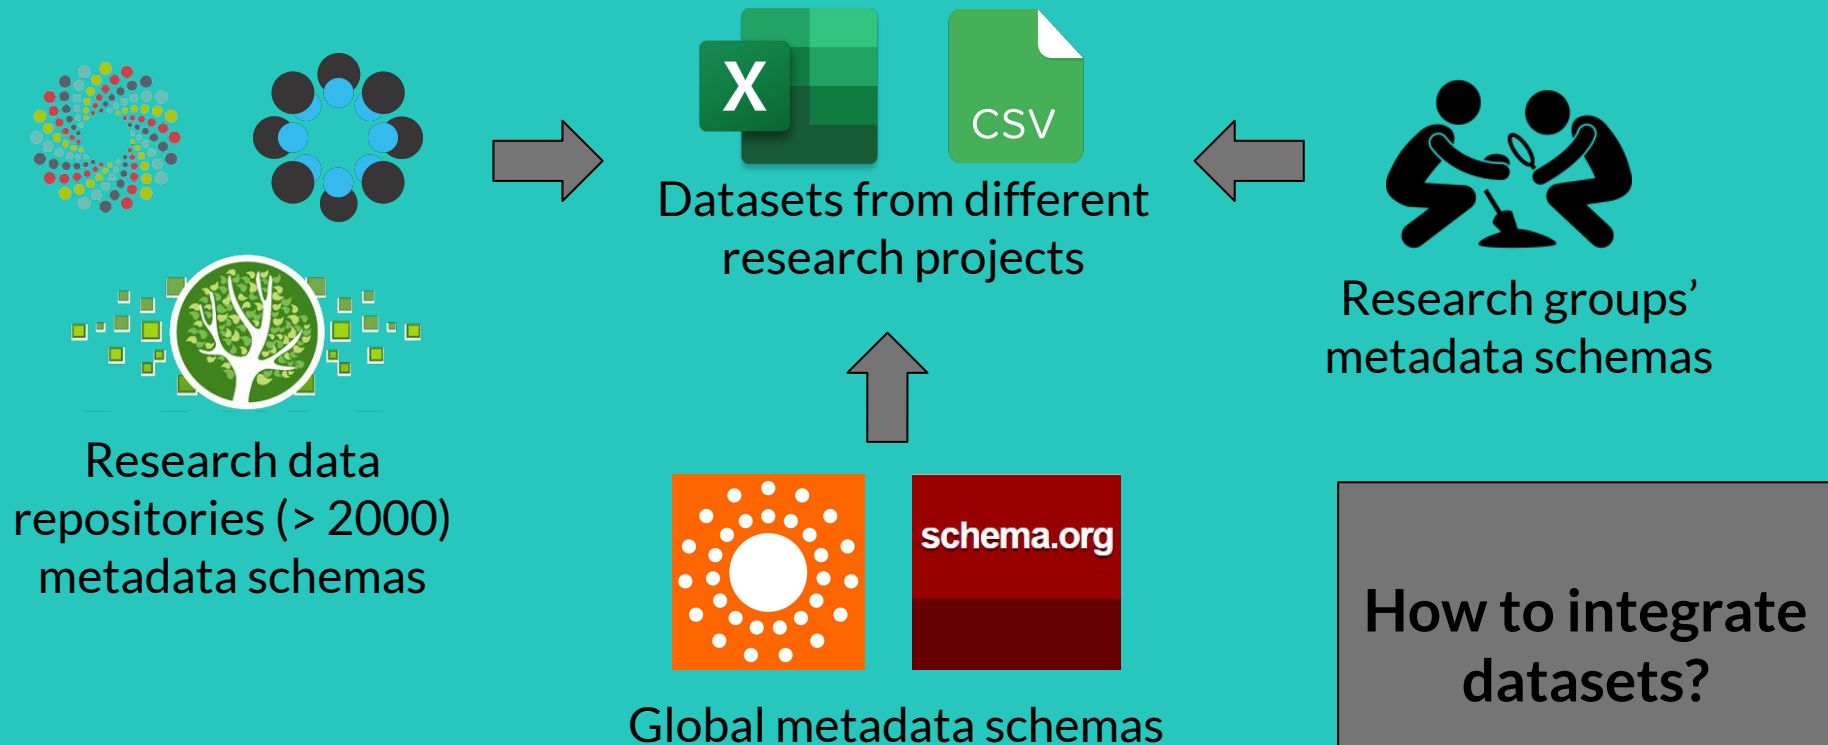 X
CSV
Datasets from different
research projects
Research groups’
metadata schemas
Research data
repositories (> 2000)
metadata schemas
schema.org
Global metadata schemas
How to integrate
datasets?